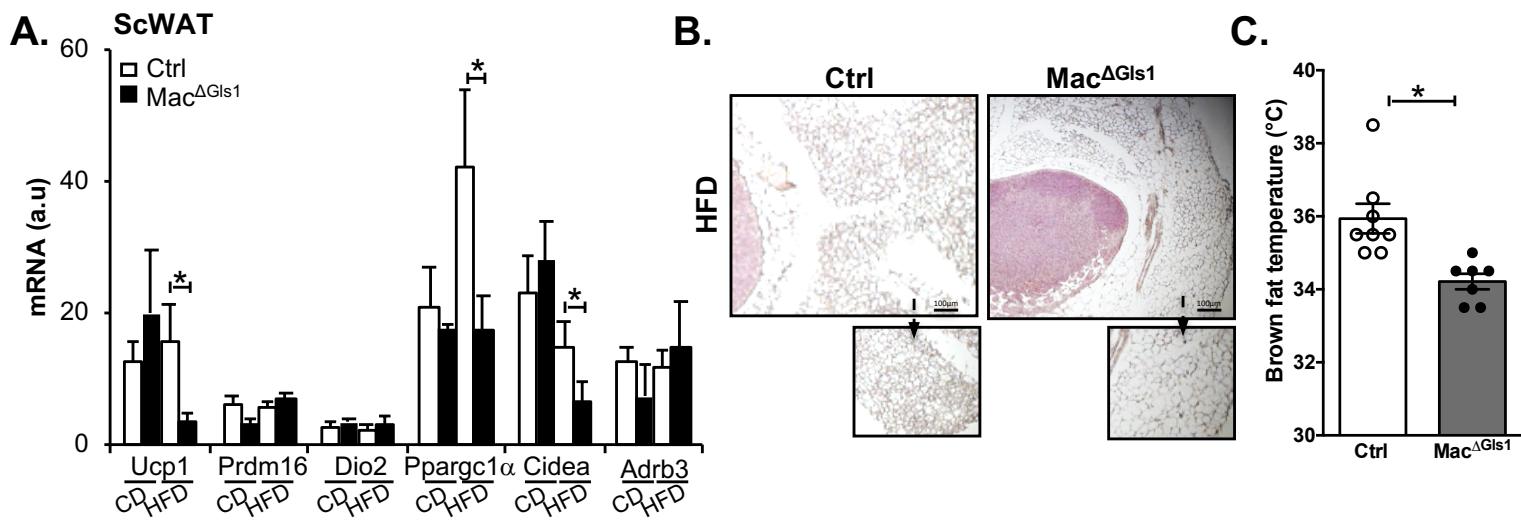 A.
ScWAT
60
40
20
0
mRNA (a.u)
Ctrl
Mac^ΔGls1
*
*
*
Ucp1 Prdm16 Dio2 Ppargc1α Cidea Adrb3
CD HFD CD HFD CD HFD CD HFD CD HFD CD HFD
B.
Ctrl Mac^ΔGls1
HFD
100μm 100μm
C.
*
Brown fat temperature (°C)
40
38
36
34
32
30
Ctrl Mac^ΔGls1